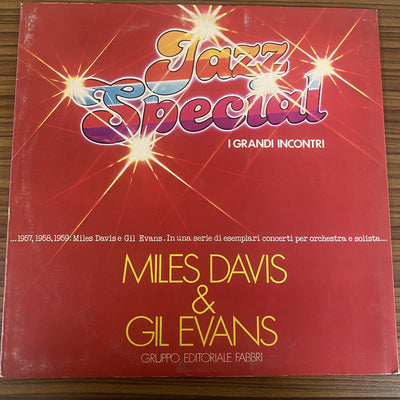 Jazz
Special
I GRANDI INCONTRI
...1957, 1958, 1959: Miles Davis e Gil Evans. In una serie di esemplari concerti per orchestra e solista...
MILES DAVIS
&
GIL EVANS
GRUPPO EDITORIALE FABBRI